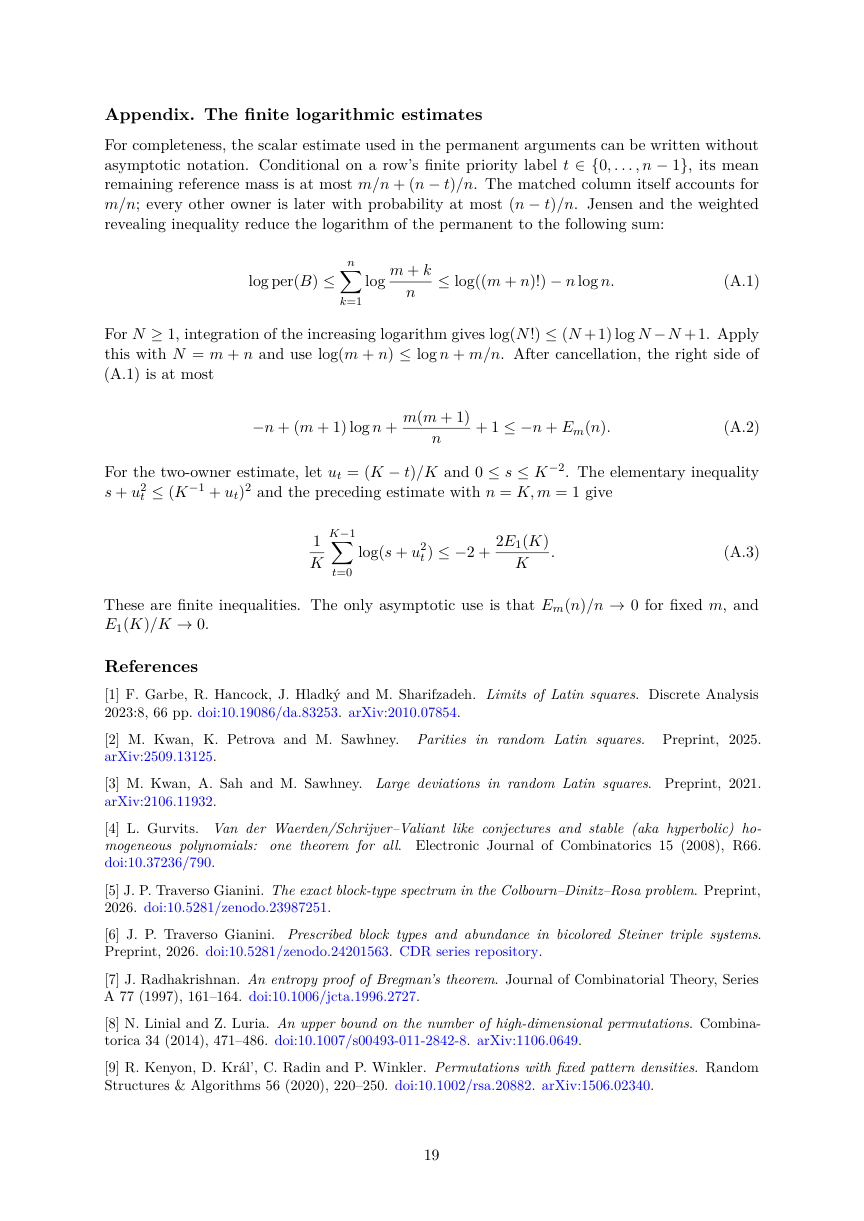 Appendix. The finite logarithmic estimates
For completeness, the scalar estimate used in the permanent arguments can be written without
asymptotic notation. Conditional on a row's finite priority label t ∈ {0, . . . , n − 1}, its mean
remaining reference mass is at most m/n + (n − t)/n. The matched column itself accounts for
m/n; every other owner is later with probability at most (n − t)/n. Jensen and the weighted
revealing inequality reduce the logarithm of the permanent to the following sum:
log per(B) ≤ ∑_{k=1}^{n} log \frac{m + k}{n} ≤ log((m + n)!) − n log n. (A.1)
For N ≥ 1, integration of the increasing logarithm gives log(N!) ≤ (N +1) log N −N +1. Apply
this with N = m + n and use log(m + n) ≤ log n + m/n. After cancellation, the right side of
(A.1) is at most
−n + (m + 1) log n + \frac{m(m + 1)}{n} + 1 ≤ −n + E_m(n). (A.2)
For the two-owner estimate, let u_t = (K − t)/K and 0 ≤ s ≤ K^{−2}. The elementary inequality
s + u_t^2 ≤ (K^{−1} + u_t)^2 and the preceding estimate with n = K, m = 1 give
\frac{1}{K} ∑_{t=0}^{K−1} log(s + u_t^2) ≤ −2 + \frac{2E_1(K)}{K}. (A.3)
These are finite inequalities. The only asymptotic use is that E_m(n)/n → 0 for fixed m, and
E_1(K)/K → 0.
References
[1] F. Garbe, R. Hancock, J. Hladký and M. Sharifzadeh. Limits of Latin squares. Discrete Analysis
2023:8, 66 pp. doi:10.19086/da.83253. arXiv:2010.07854.
[2] M. Kwan, K. Petrova and M. Sawhney. Parities in random Latin squares. Preprint, 2025.
arXiv:2509.13125.
[3] M. Kwan, A. Sah and M. Sawhney. Large deviations in random Latin squares. Preprint, 2021.
arXiv:2106.11932.
[4] L. Gurvits. Van der Waerden/Schrijver–Valiant like conjectures and stable (aka hyperbolic) ho-
mogeneous polynomials: one theorem for all. Electronic Journal of Combinatorics 15 (2008), R66.
doi:10.37236/790.
[5] J. P. Traverso Gianini. The exact block-type spectrum in the Colbourn–Dinitz–Rosa problem. Preprint,
2026. doi:10.5281/zenodo.23987251.
[6] J. P. Traverso Gianini. Prescribed block types and abundance in bicolored Steiner triple systems.
Preprint, 2026. doi:10.5281/zenodo.24201563. CDR series repository.
[7] J. Radhakrishnan. An entropy proof of Bregman's theorem. Journal of Combinatorial Theory, Series
A 77 (1997), 161–164. doi:10.1006/jcta.1996.2727.
[8] N. Linial and Z. Luria. An upper bound on the number of high-dimensional permutations. Combina-
torica 34 (2014), 471–486. doi:10.1007/s00493-011-2842-8. arXiv:1106.0649.
[9] R. Kenyon, D. Král', C. Radin and P. Winkler. Permutations with fixed pattern densities. Random
Structures & Algorithms 56 (2020), 220–250. doi:10.1002/rsa.20882. arXiv:1506.02340.
19